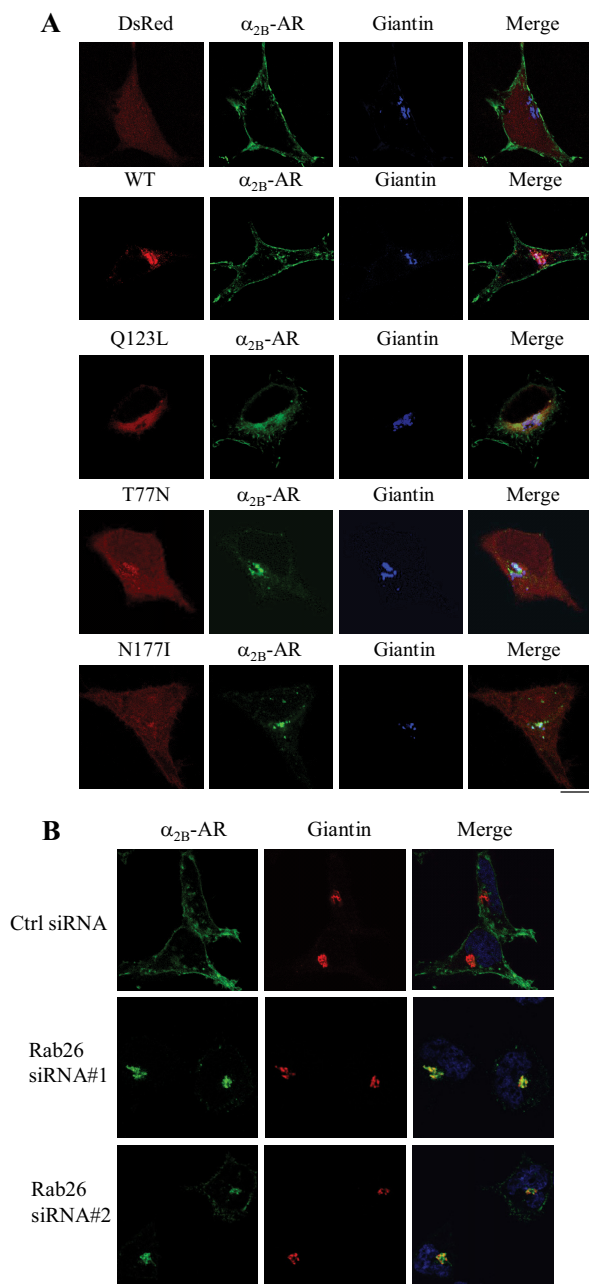 A
DsRed α2B-AR Giantin Merge
WT α2B-AR Giantin Merge
Q123L α2B-AR Giantin Merge
T77N α2B-AR Giantin Merge
N177I α2B-AR Giantin Merge
B
α2B-AR Giantin Merge
Ctrl siRNA
Rab26
siRNA#1
Rab26
siRNA#2